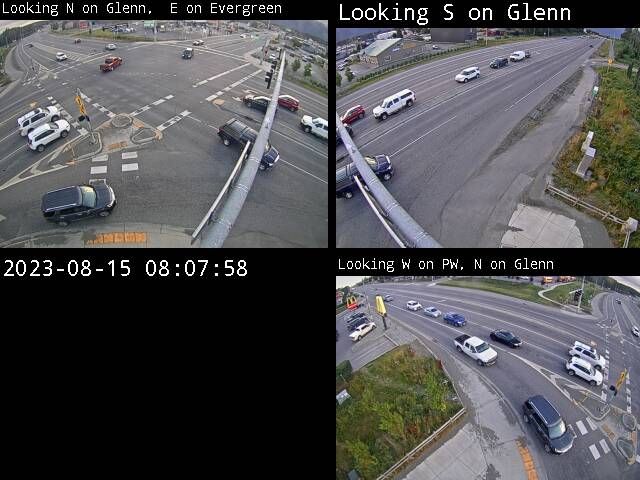 Looking N on Glenn,  E on Evergreen
Looking S on Glenn
2023-08-15 08:07:58
Looking W on PW, N on Glenn